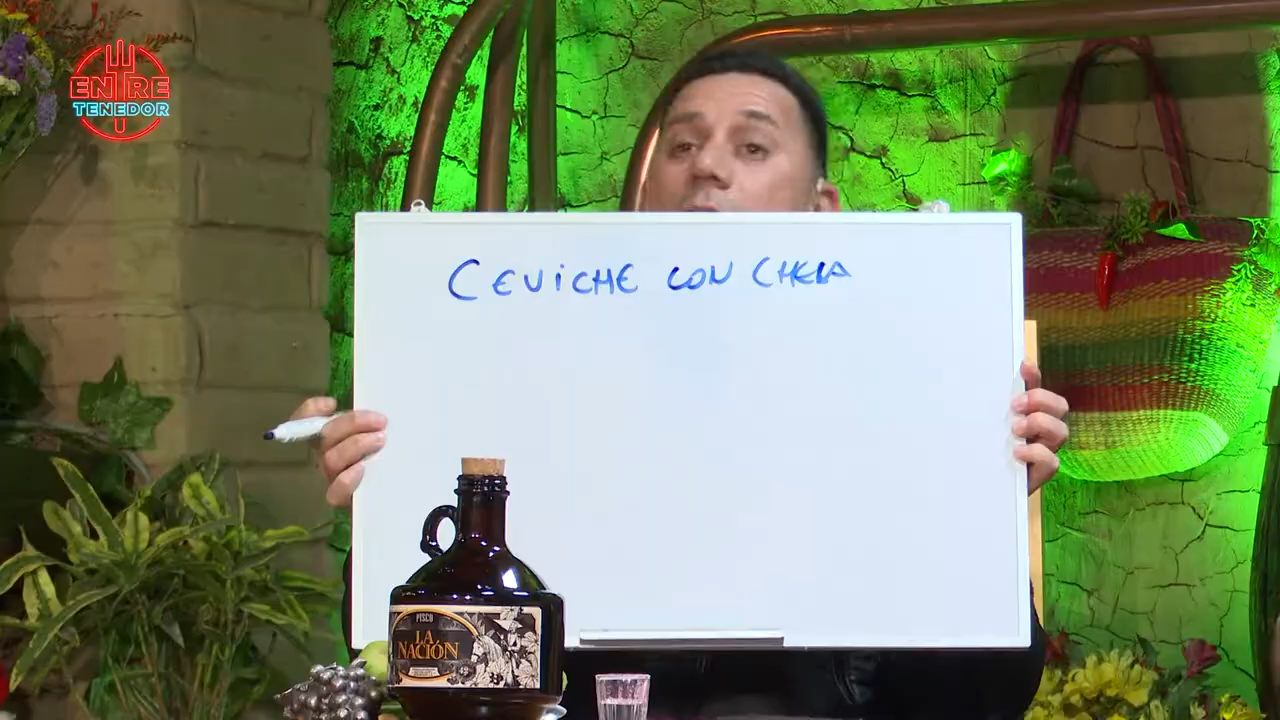 ENTRE
TENEDOR
CEVICHE CON CHELA
PISCO
LA
NACIÓN